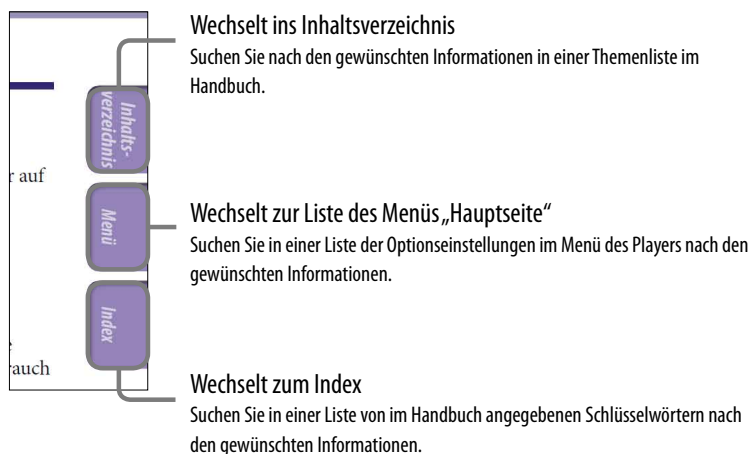 Wechselt ins Inhaltsverzeichnis
Suchen Sie nach den gewünschten Informationen in einer Themenliste im
Handbuch.
Inhalts-
verzeichnis
r auf
Menü
Wechselt zur Liste des Menüs „Hauptseite“
Suchen Sie in einer Liste der Optionseinstellungen im Menü des Players nach den
gewünschten Informationen.
Index
rauch
Wechselt zum Index
Suchen Sie in einer Liste von im Handbuch angegebenen Schlüsselwörtern nach
den gewünschten Informationen.